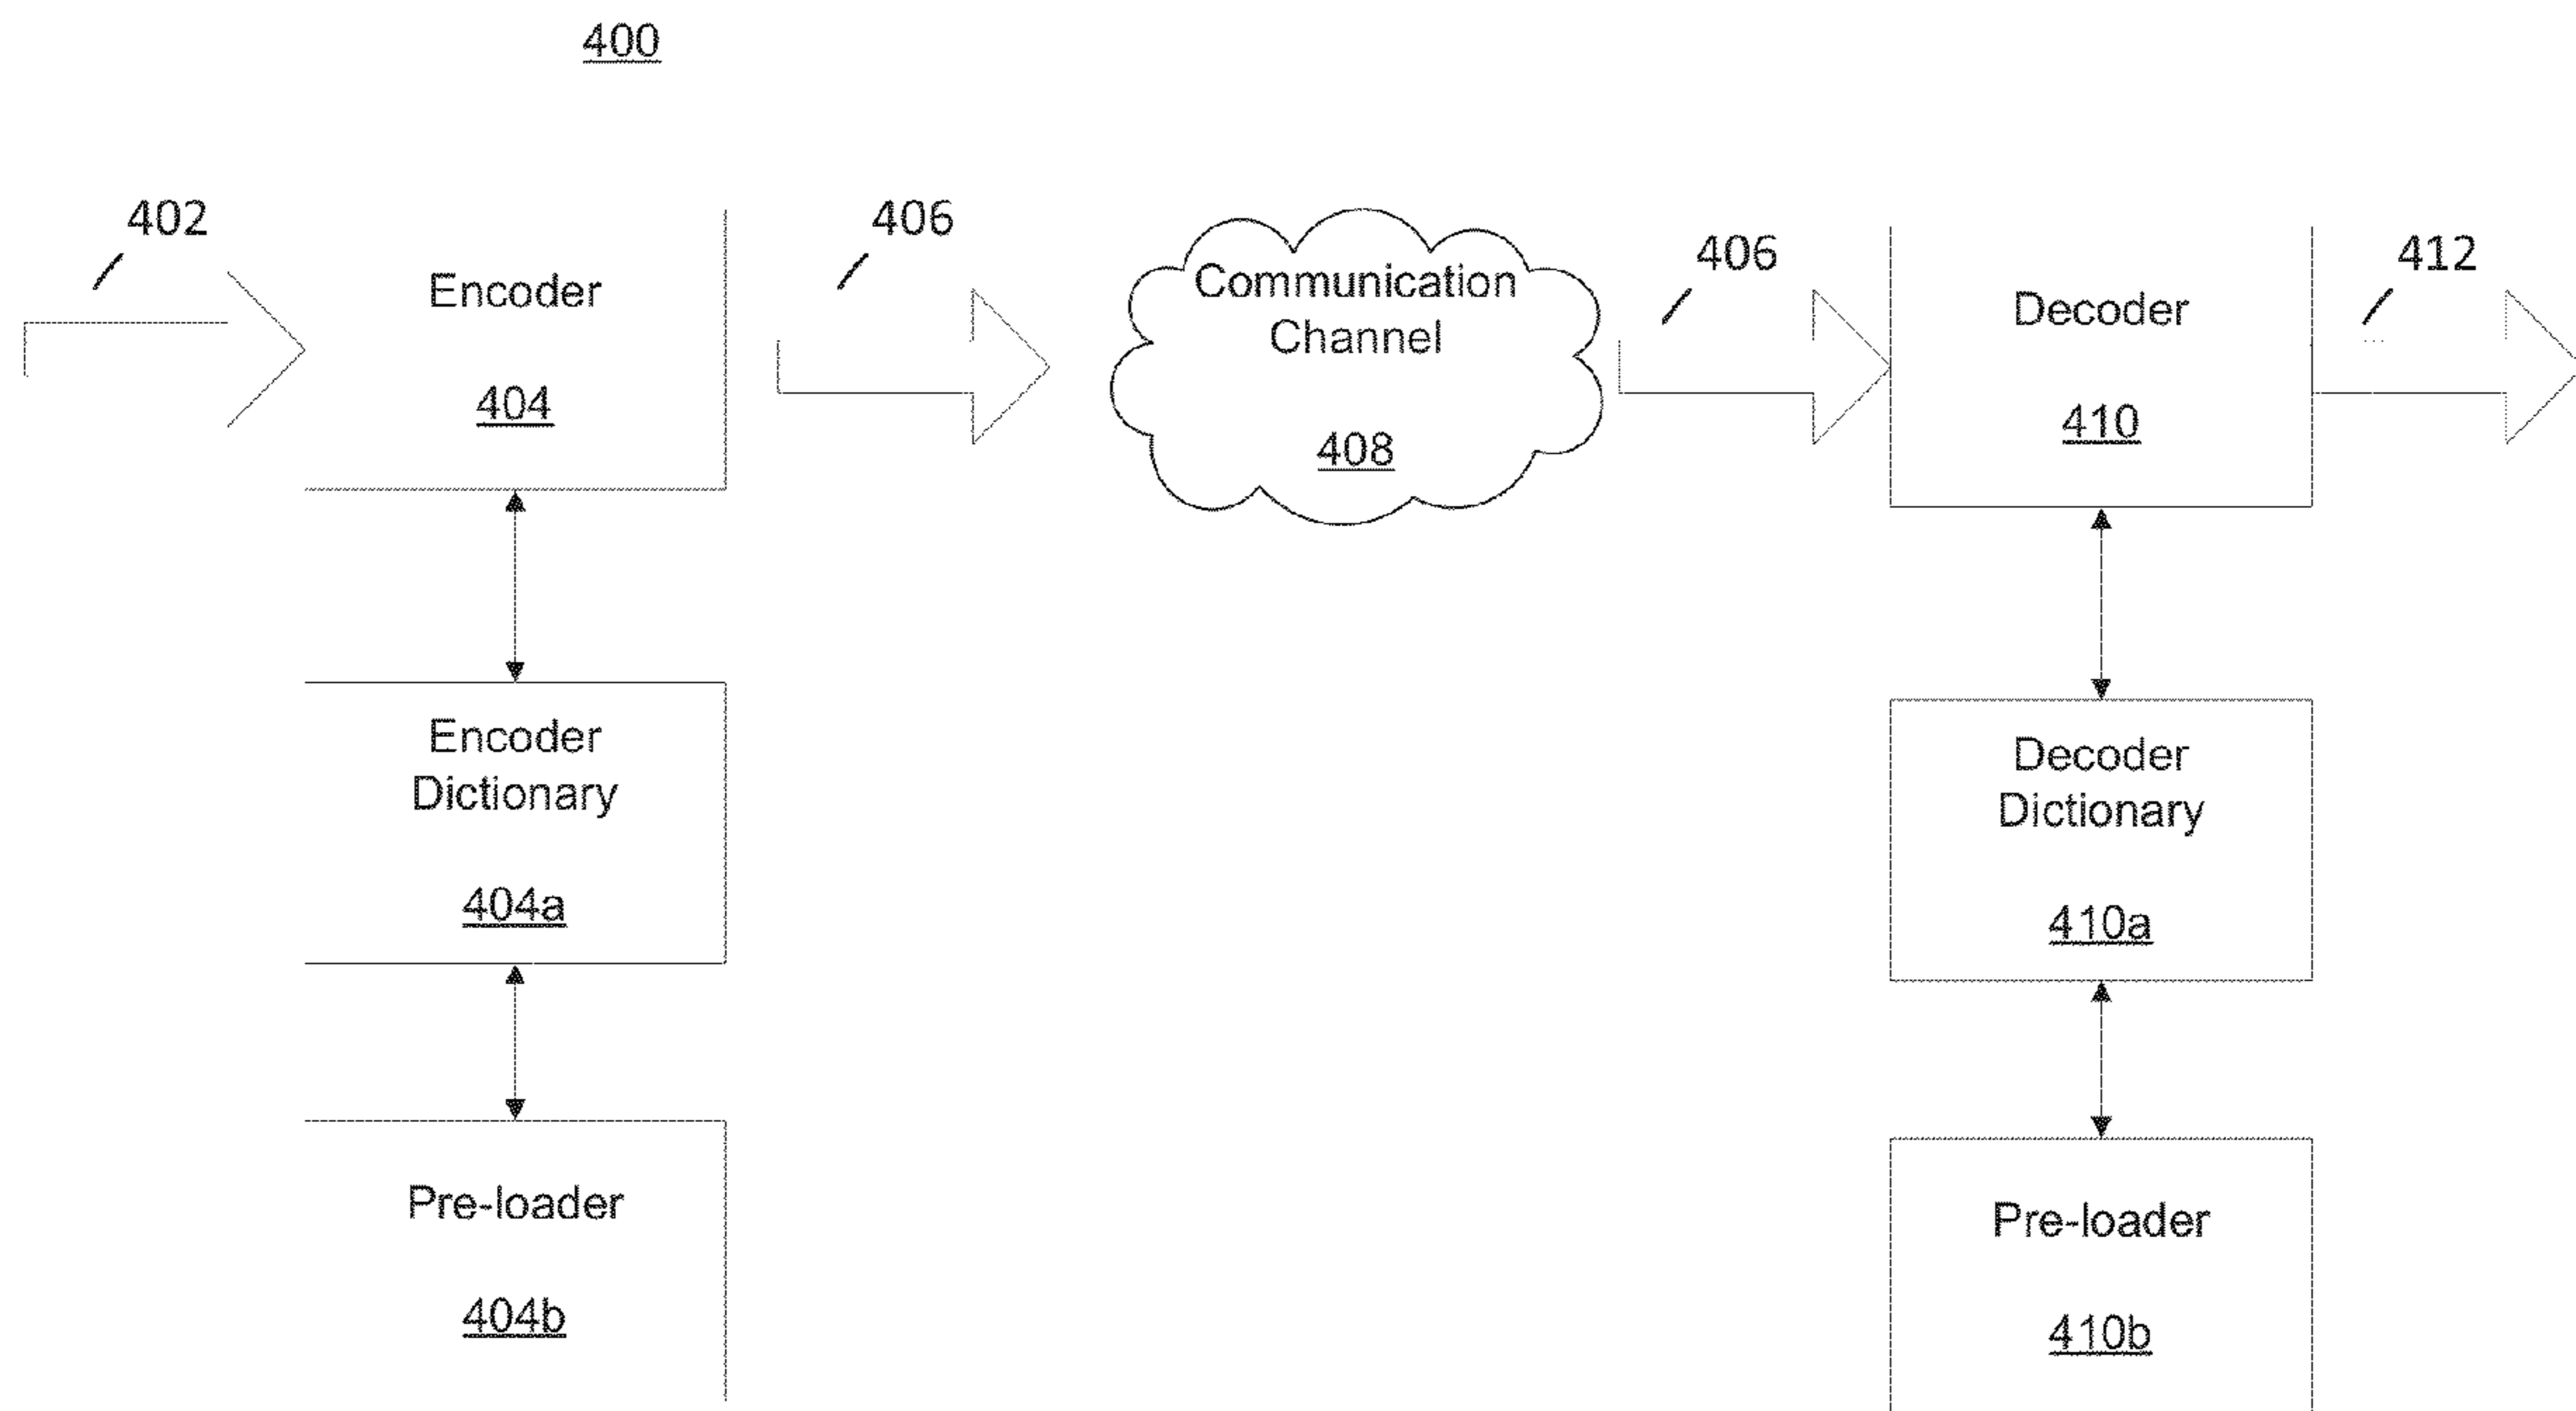 400
402
406
406
412
Encoder
404
Communication
Channel
408
Decoder
410
Encoder
Dictionary
404a
Decoder
Dictionary
410a
Pre-loader
404b
Pre-loader
410b